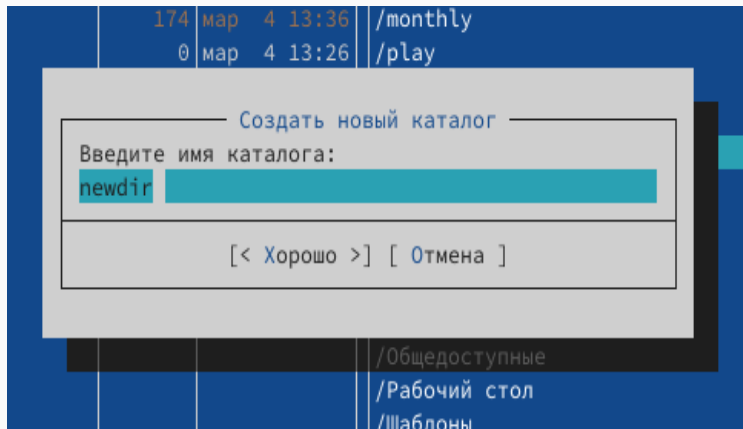 174 мар 4 13:36 /monthly
0 мар 4 13:26 /play
Создать новый каталог
Введите имя каталога:
newdir
[< Хорошо >] [ Отмена ]
/Общедоступные
/Рабочий стол
/Шаблоны